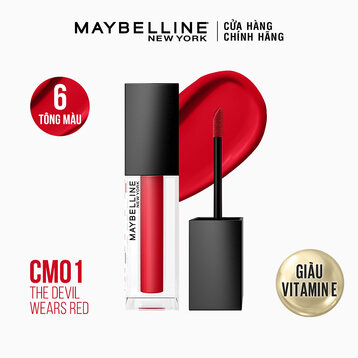 MAYBELLINE
NEW YORK
CỬA HÀNG
CHÍNH HÃNG
6
TÔNG MÀU
MAYBELLINE
NEW YORK
CM01
THE DEVIL
WEARS RED
GIÀU
VITAMIN E